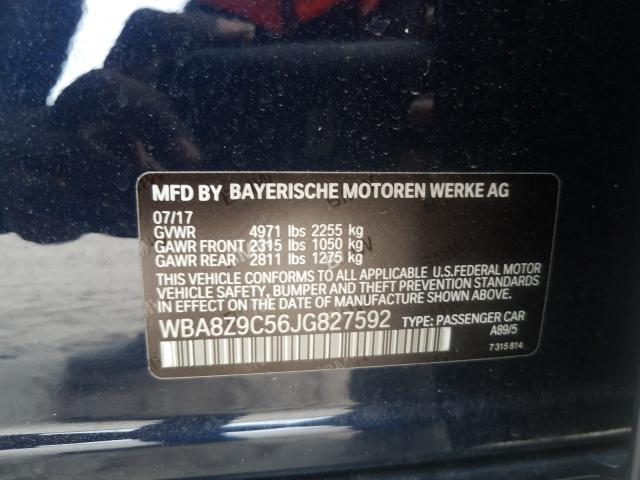 MFD BY BAYERISCHE MOTOREN WERKE AG
07/17
GVWR 4971 lbs 2255 kg
GAWR FRONT 2315 lbs 1050 kg
GAWR REAR 2811 lbs 1275 kg
THIS VEHICLE CONFORMS TO ALL APPLICABLE U.S.FEDERAL MOTOR
VEHICLE SAFETY, BUMPER AND THEFT PREVENTION STANDARDS
IN EFFECT ON THE DATE OF MANUFACTURE SHOWN ABOVE.
WBA8Z9C56JG827592 TYPE: PASSENGER CAR
A89/5
7 315 814